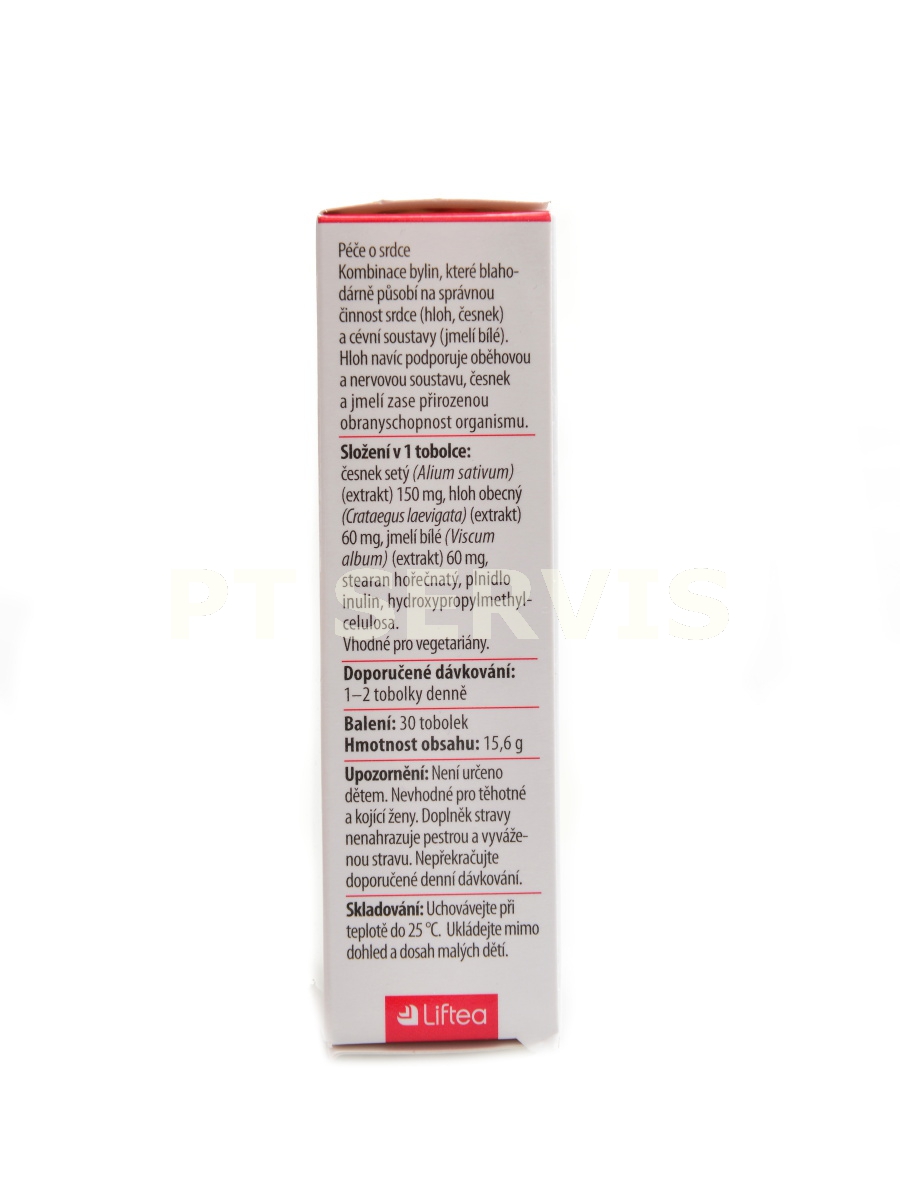 Péče o srdce
Kombinace bylin, které blaho-
dárně působí na správnou
činnost srdce (hloh, česnek)
a cévní soustavy (jmelí bílé).
Hloh navíc podporuje oběhovou
a nervovou soustavu, česnek
a jmelí zase přirozenou
obranyschopnost organismu.
Složení v 1 tobolce:
česnek setý (Alium sativum)
(extrakt) 150 mg, hloh obecný
(Crataegus laevigata) (extrakt)
60 mg, jmelí bílé (Viscum
album) (extrakt) 60 mg,
stearan hořečnatý, plnidlo
inulin, hydroxypropylmethyl-
celulosa.
Vhodné pro vegetariány.
Doporučené dávkování:
1–2 tobolky denně
Balení: 30 tobolek
Hmotnost obsahu: 15,6 g
Upozornění: Není určeno
dětem. Nevhodné pro těhotné
a kojící ženy. Doplněk stravy
nenahrazuje pestrou a vyváže-
nou stravu. Nepřekračujte
doporučené denní dávkování.
Skladování: Uchovávejte při
teplotě do 25 °C. Ukládejte mimo
dohled a dosah malých dětí.
Liftea
PT SERVIS